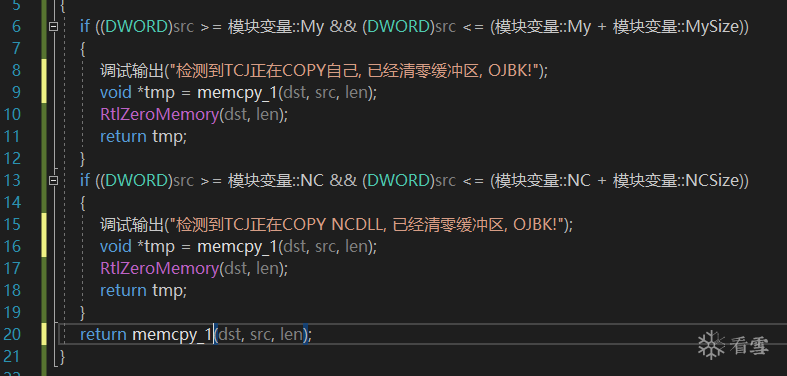 5 {
6 if ((DWORD)src >= 模块变量::My && (DWORD)src <= (模块变量::My + 模块变量::MySize))
7 {
8 调试输出("检测到TCJ正在COPY自己, 已经清零缓冲区, OJBK!");
9 void *tmp = memcpy_1(dst, src, len);
10 RtlZeroMemory(dst, len);
11 return tmp;
12 }
13 if ((DWORD)src >= 模块变量::NC && (DWORD)src <= (模块变量::NC + 模块变量::NCSize))
14 {
15 调试输出("检测到TCJ正在COPY NCDLL, 已经清零缓冲区, OJBK!");
16 void *tmp = memcpy_1(dst, src, len);
17 RtlZeroMemory(dst, len);
18 return tmp;
19 }
20 return memcpy_1(dst, src, len);
21 }
看雪